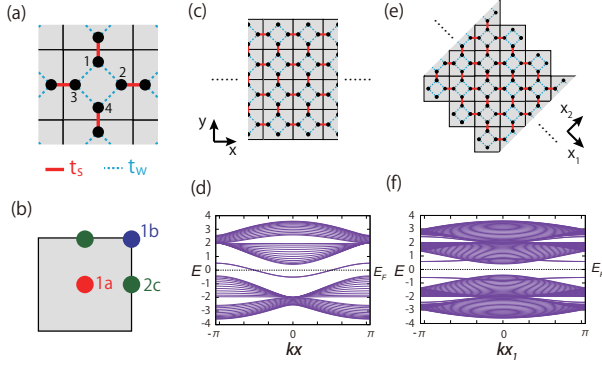 (a)
1
2
3
4
t_s
t_w
(b)
1b
1a
2c
(c)
y
x
(d)
4
3
2
1
0
-1
-2
-3
-4
E
E_F
-π
0
π
kx
(e)
x_2
x_1
(f)
4
3
2
1
0
-1
-2
-3
-4
E
-π
0
π
kx_1